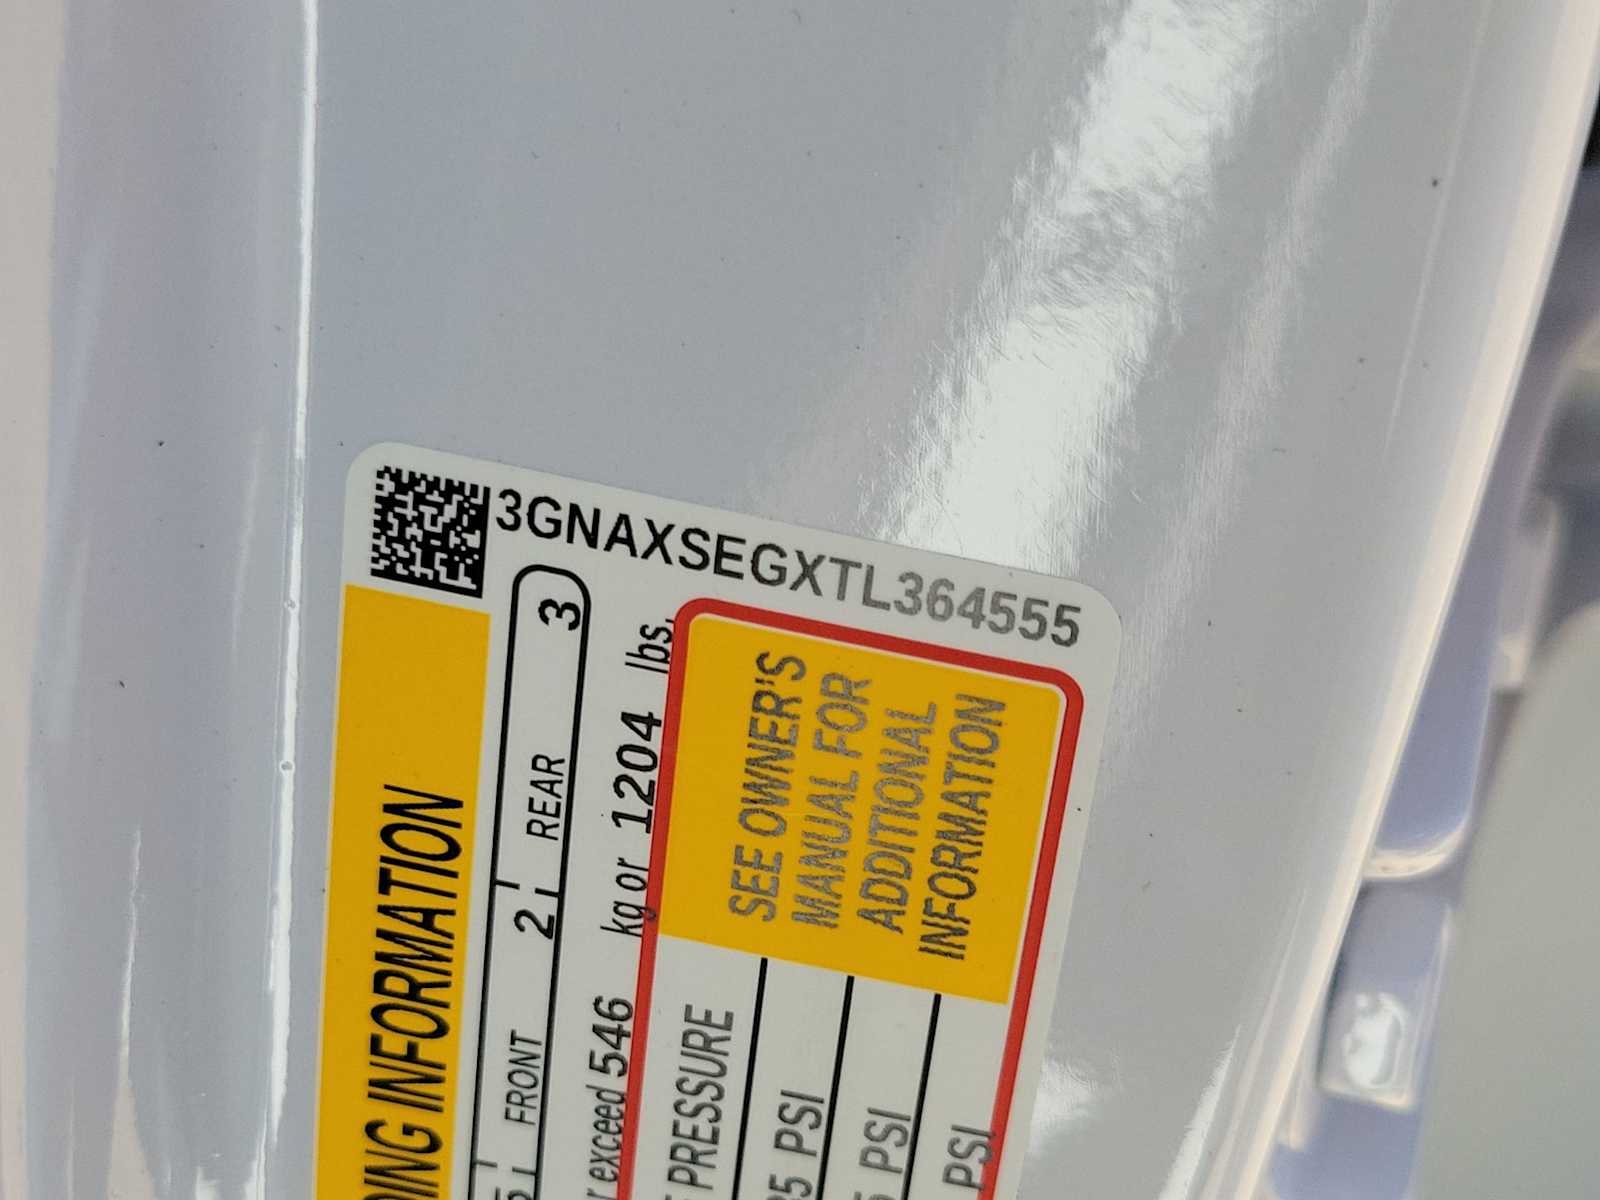 3GNAXSEGXTL364555
DING INFORMATION
FRONT 2 REAR 3
r exceed 546 kg or 1204 lbs.
PRESSURE
SEE OWNER'S
MANUAL FOR
ADDITIONAL
INFORMATION
PSI
PSI
PSI